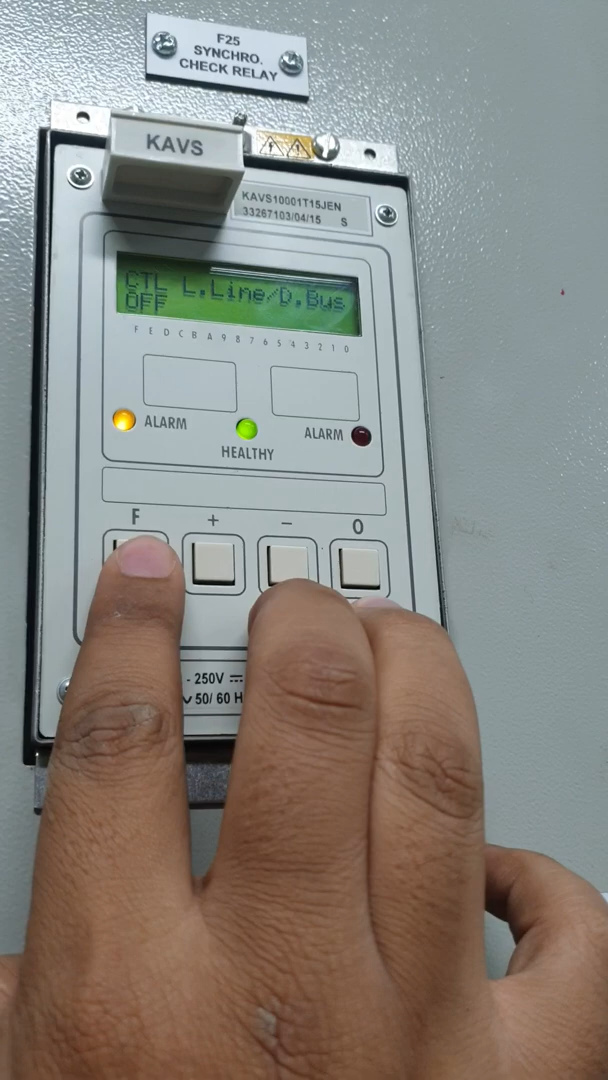 F25
SYNCHRO.
CHECK RELAY
KAVS
KAVS10001T15JEN
33267103/04/15 S
CTL L.Line/D.Bus
OFF
F E D C B A 9 8 7 6 5 4 3 2 1 0
ALARM
HEALTHY
ALARM
F + − 0
- 250V
50/ 60 H